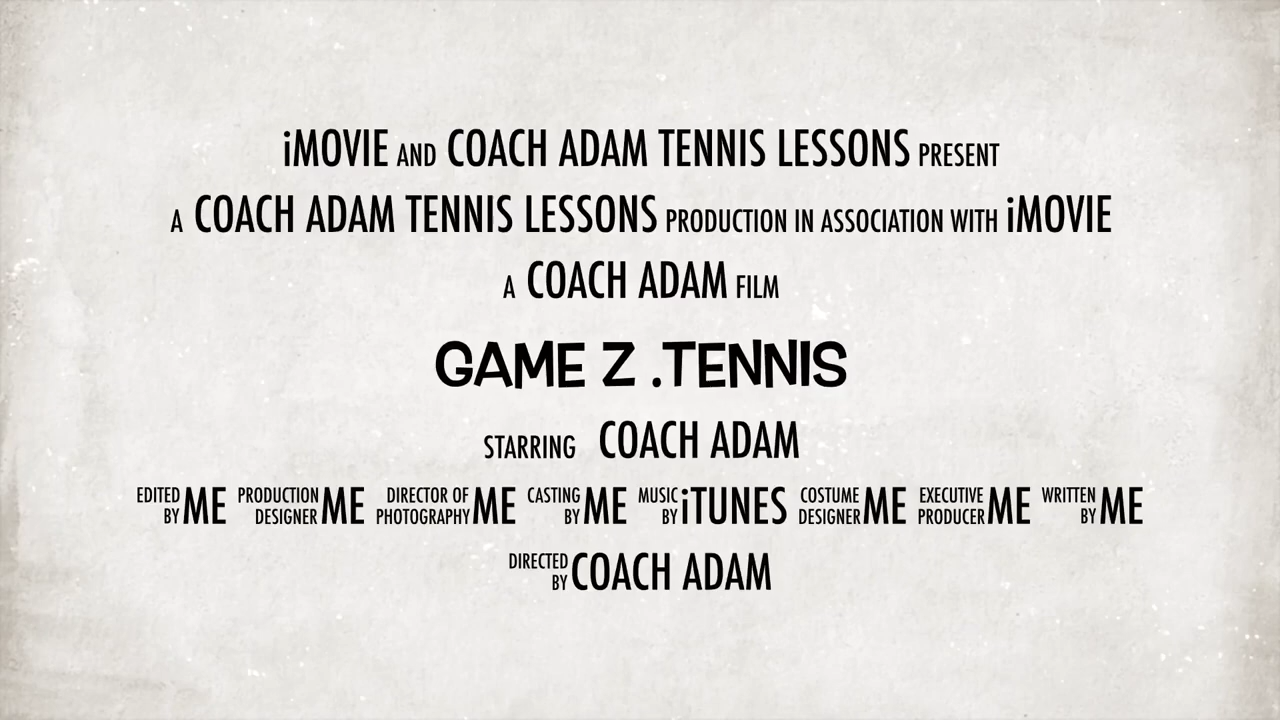 iMOVIE AND COACH ADAM TENNIS LESSONS PRESENT
A COACH ADAM TENNIS LESSONS PRODUCTION IN ASSOCIATION WITH iMOVIE
A COACH ADAM FILM
GAME Z .TENNIS
STARRING COACH ADAM
EDITED BY ME PRODUCTION DESIGNER ME DIRECTOR OF PHOTOGRAPHY ME CASTING BY ME MUSIC BY iTUNES COSTUME DESIGNER ME EXECUTIVE PRODUCER ME WRITTEN BY ME
DIRECTED BY COACH ADAM